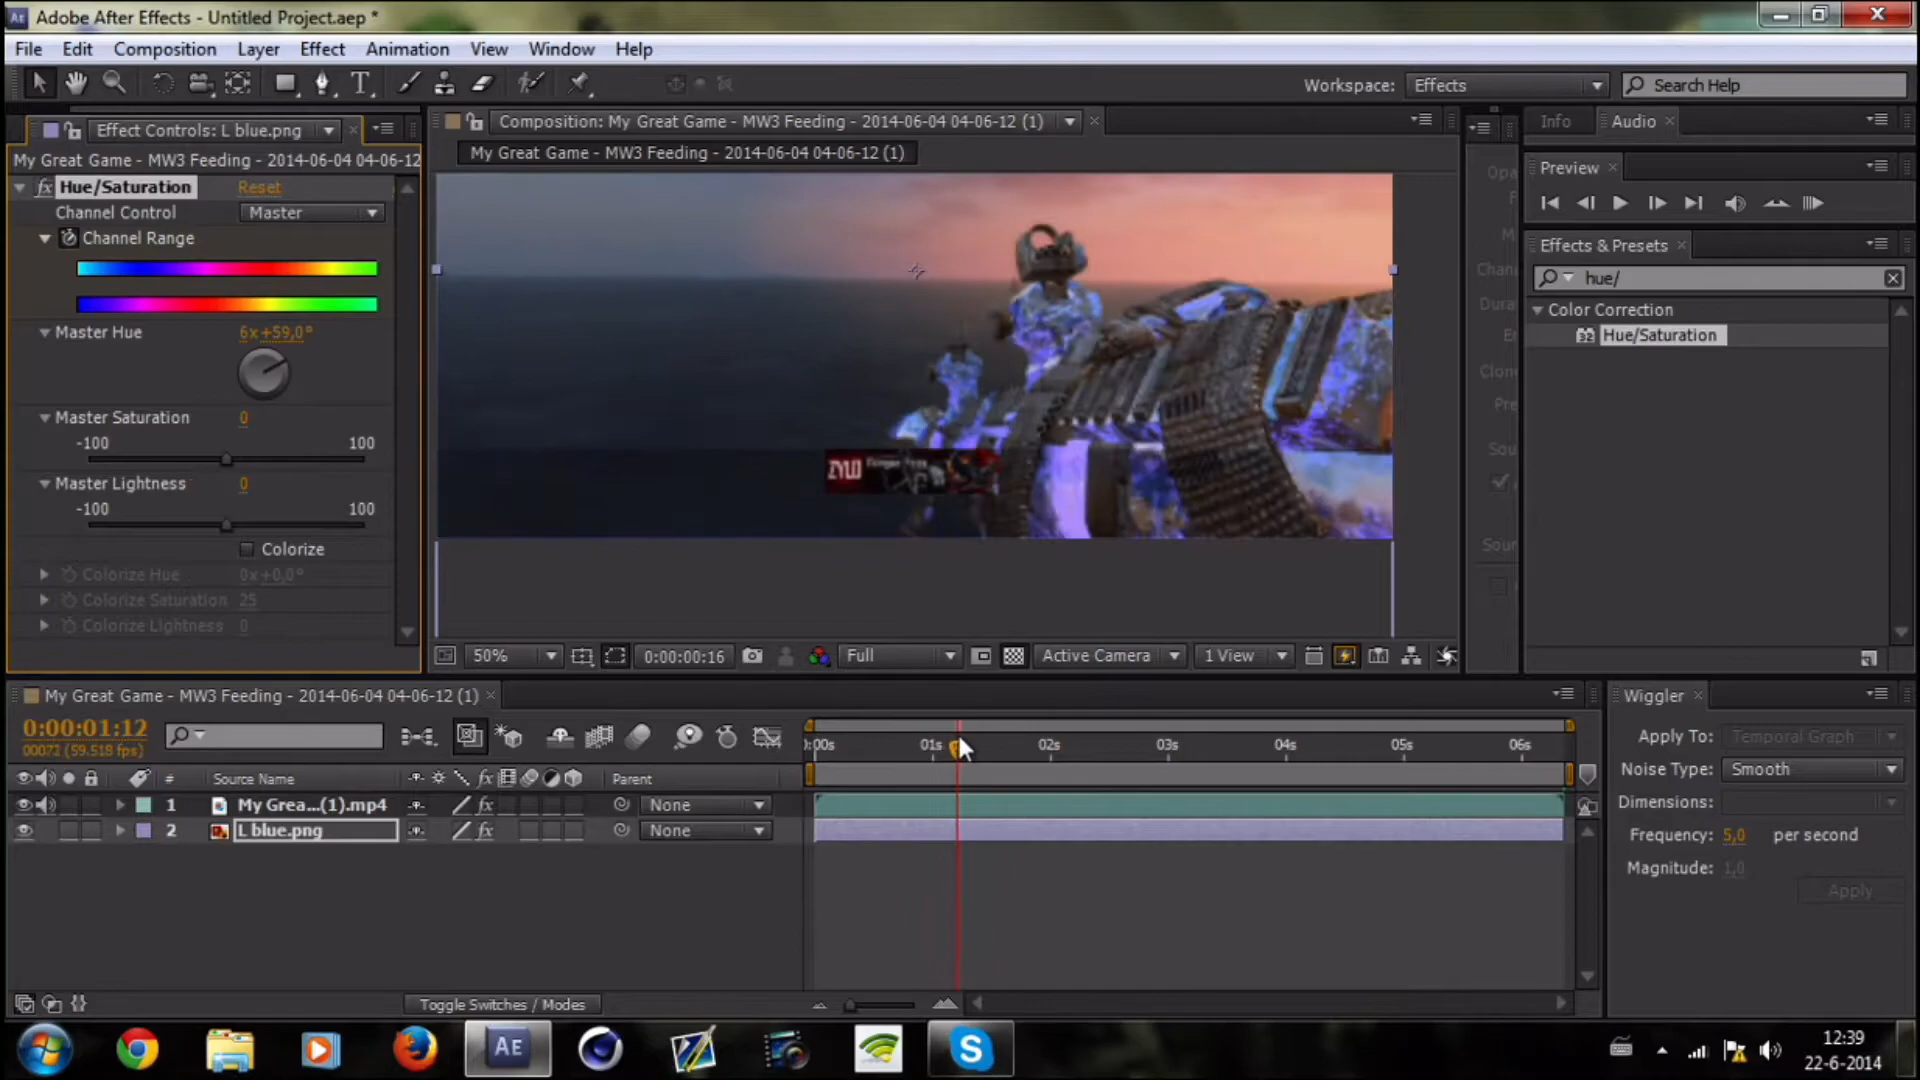 Adobe After Effects - Untitled Project.aep *
File Edit Composition Layer Effect Animation View Window Help
Workspace: Effects Search Help
Effect Controls: L blue.png
Composition: My Great Game - MW3 Feeding - 2014-06-04 04-06-12 (1)
Info Audio
My Great Game - MW3 Feeding - 2014-06-04 04-06-12
My Great Game - MW3 Feeding - 2014-06-04 04-06-12 (1)
Preview
fx Hue/Saturation Reset
Channel Control Master
Channel Range
Master Hue 6x+59,0°
Master Saturation 0
-100 100
Master Lightness 0
-100 100
Colorize
Colorize Hue 0x+0,0°
Colorize Saturation 25
Colorize Lightness 0
Effects & Presets
hue/
Color Correction
32 Hue/Saturation
50% 0:00:00:16 Full Active Camera 1 View
My Great Game - MW3 Feeding - 2014-06-04 04-06-12 (1)
0:00:01:12
00072 (59.518 fps)
:00s 01s 02s 03s 04s 05s 06s
# Source Name fx Parent
1 My Grea...(1).mp4 fx None
2 L blue.png fx None
Toggle Switches / Modes
Wiggler
Apply To: Temporal Graph
Noise Type: Smooth
Dimensions:
Frequency: 5,0 per second
Magnitude: 1,0
Apply
AE
12:39
22-6-2014